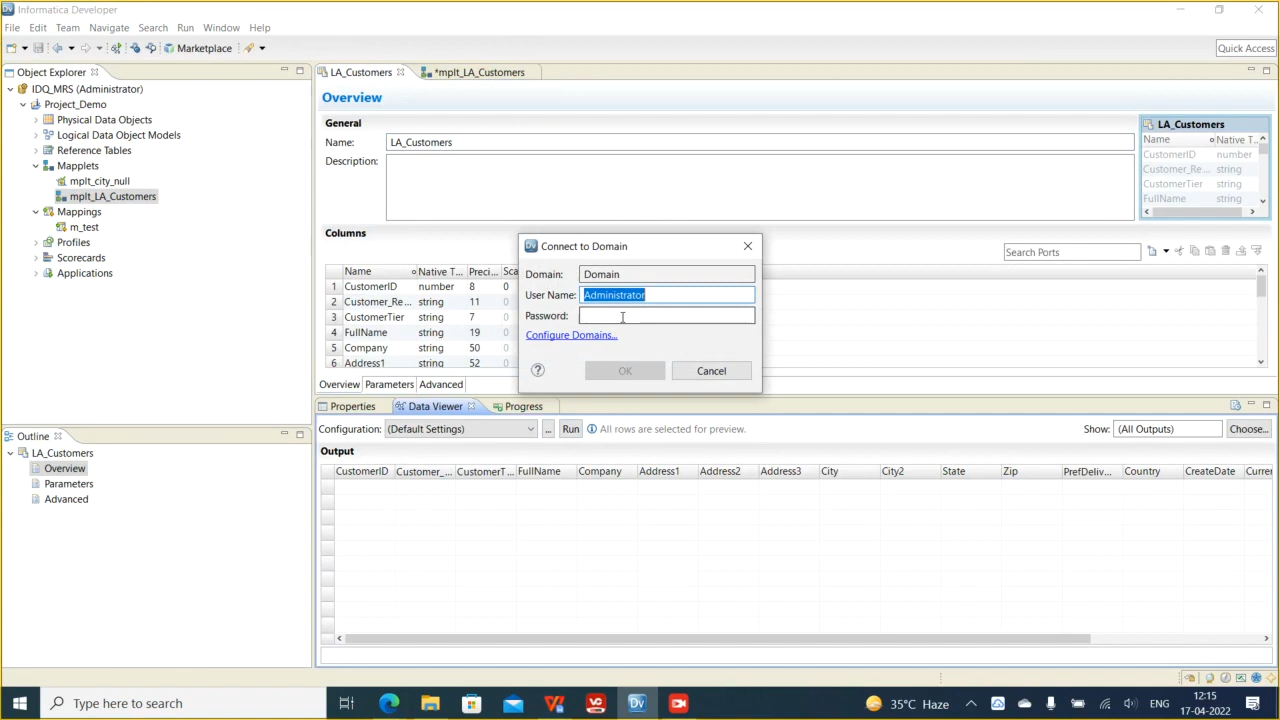 Informatica Developer
File Edit Team Navigate Search Run Window Help
Marketplace
Quick Access
Object Explorer
IDQ_MRS (Administrator)
Project_Demo
Physical Data Objects
Logical Data Object Models
Reference Tables
Mapplets
mplt_city_null
mplt_LA_Customers
Mappings
m_test
Profiles
Scorecards
Applications
LA_Customers
*mplt_LA_Customers
Overview
General
Name: LA_Customers
Description:
LA_Customers
Name Native T...
CustomerID number
Customer_Re... string
CustomerTier string
FullName string
Columns
Search Ports
Name Native T... Preci... Sca
1 CustomerID number 8 0
2 Customer_Re... string 11 0
3 CustomerTier string 7 0
4 FullName string 19 0
5 Company string 50 0
6 Address1 string 52 0
Overview Parameters Advanced
Connect to Domain
Domain: Domain
User Name: Administrator
Password:
Configure Domains...
?
OK
Cancel
Properties Data Viewer Progress
Configuration: (Default Settings) ... Run All rows are selected for preview. Show: (All Outputs) Choose...
Output
CustomerID Customer_... CustomerT... FullName Company Address1 Address2 Address3 City City2 State Zip PrefDeliv... Country CreateDate Curren
Outline
LA_Customers
Overview
Parameters
Advanced
Type here to search
Dv
35°C Haze
ENG
12:15
17-04-2022